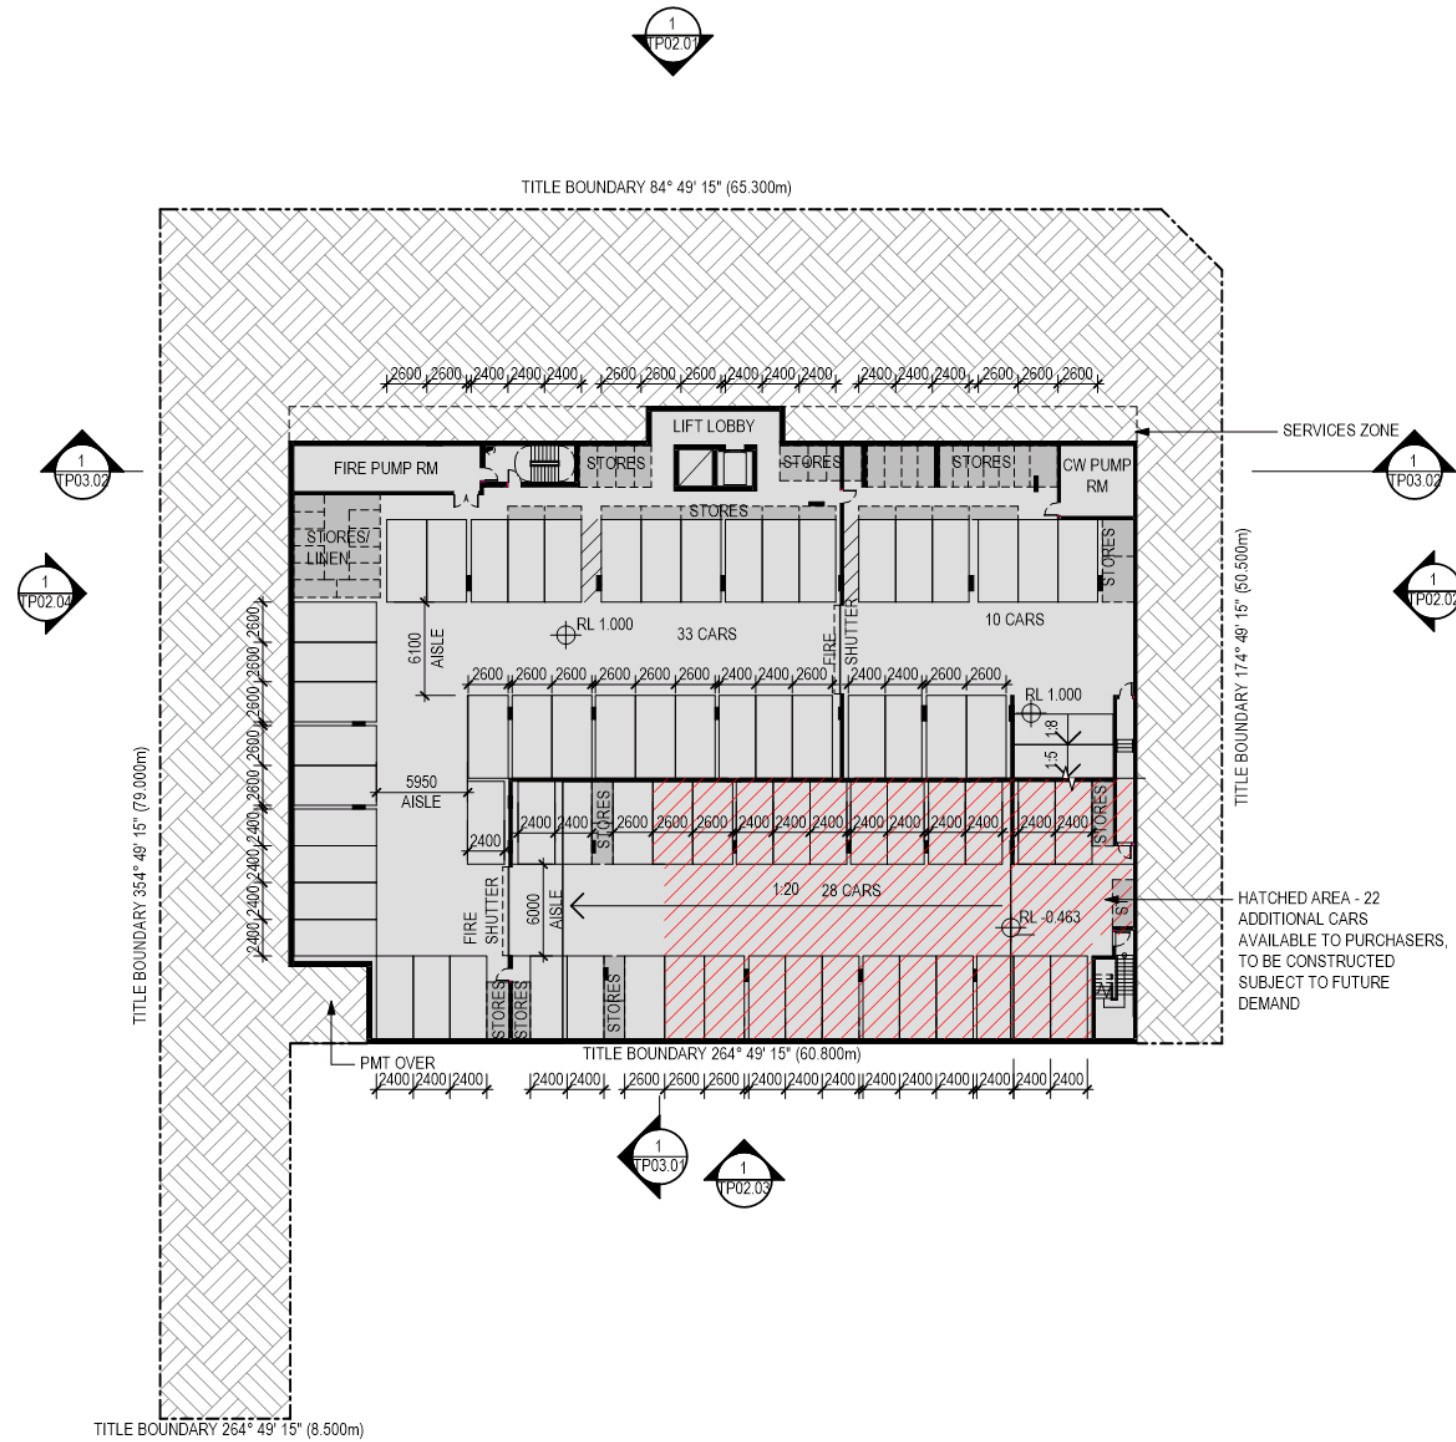 1
TP02.01
TITLE BOUNDARY 84° 49' 15" (65.300m)
2600 2600 2400 2400 2400 2600 2600 2600 2400 2400 2400 2400 2400 2400 2600 2600 2600
LIFT LOBBY
SERVICES ZONE
1
TP03.02
FIRE PUMP RM
STORES
STORES
STORES
CW PUMP
RM
1
TP03.02
STORES
STORES/
LINEN
STORES
1
TP02.04
1
TP02.02
RL 1.000
33 CARS
10 CARS
6100
AISLE
FIRE
SHUTTER
2600
2600
2600
2600
2600
2400
2400
2400
2400
2600 2600 2600 2600 2600 2600 2400 2400 2600 2400 2400 2600 2600
RL 1.000
1:8
1:5
TITLE BOUNDARY 174° 49' 15" (50.500m)
TITLE BOUNDARY 354° 49' 15" (79.000m)
5950
AISLE
2400
2400 2400
STORES
2600 2600 2600 2400 2400 2400 2400 2400 2400 2400 2400
STORES
1:20
28 CARS
FIRE
SHUTTER
6000
AISLE
RL -0.463
ST
HATCHED AREA - 22
ADDITIONAL CARS
AVAILABLE TO PURCHASERS,
TO BE CONSTRUCTED
SUBJECT TO FUTURE
DEMAND
STORES
STORES
STORES
PMT OVER
TITLE BOUNDARY 264° 49' 15" (60.800m)
2400 2400 2400 2400 2400 2600 2600 2600 2400 2400 2400 2400 2400 2400 2400 2400 2400
1
TP03.01
1
TP02.03
TITLE BOUNDARY 264° 49' 15" (8.500m)